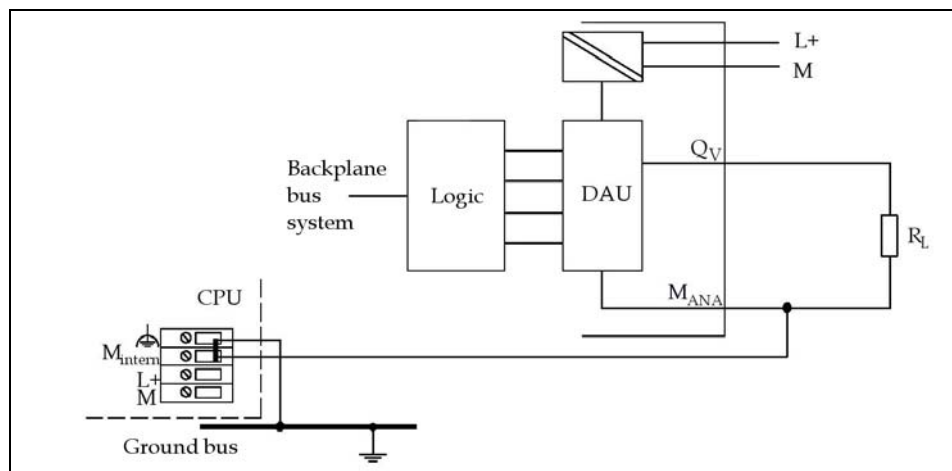 L+
M
Q_V
Backplane
bus
system
Logic
DAU
R_L
M_ANA
CPU
M_intern
L+
M
Ground bus